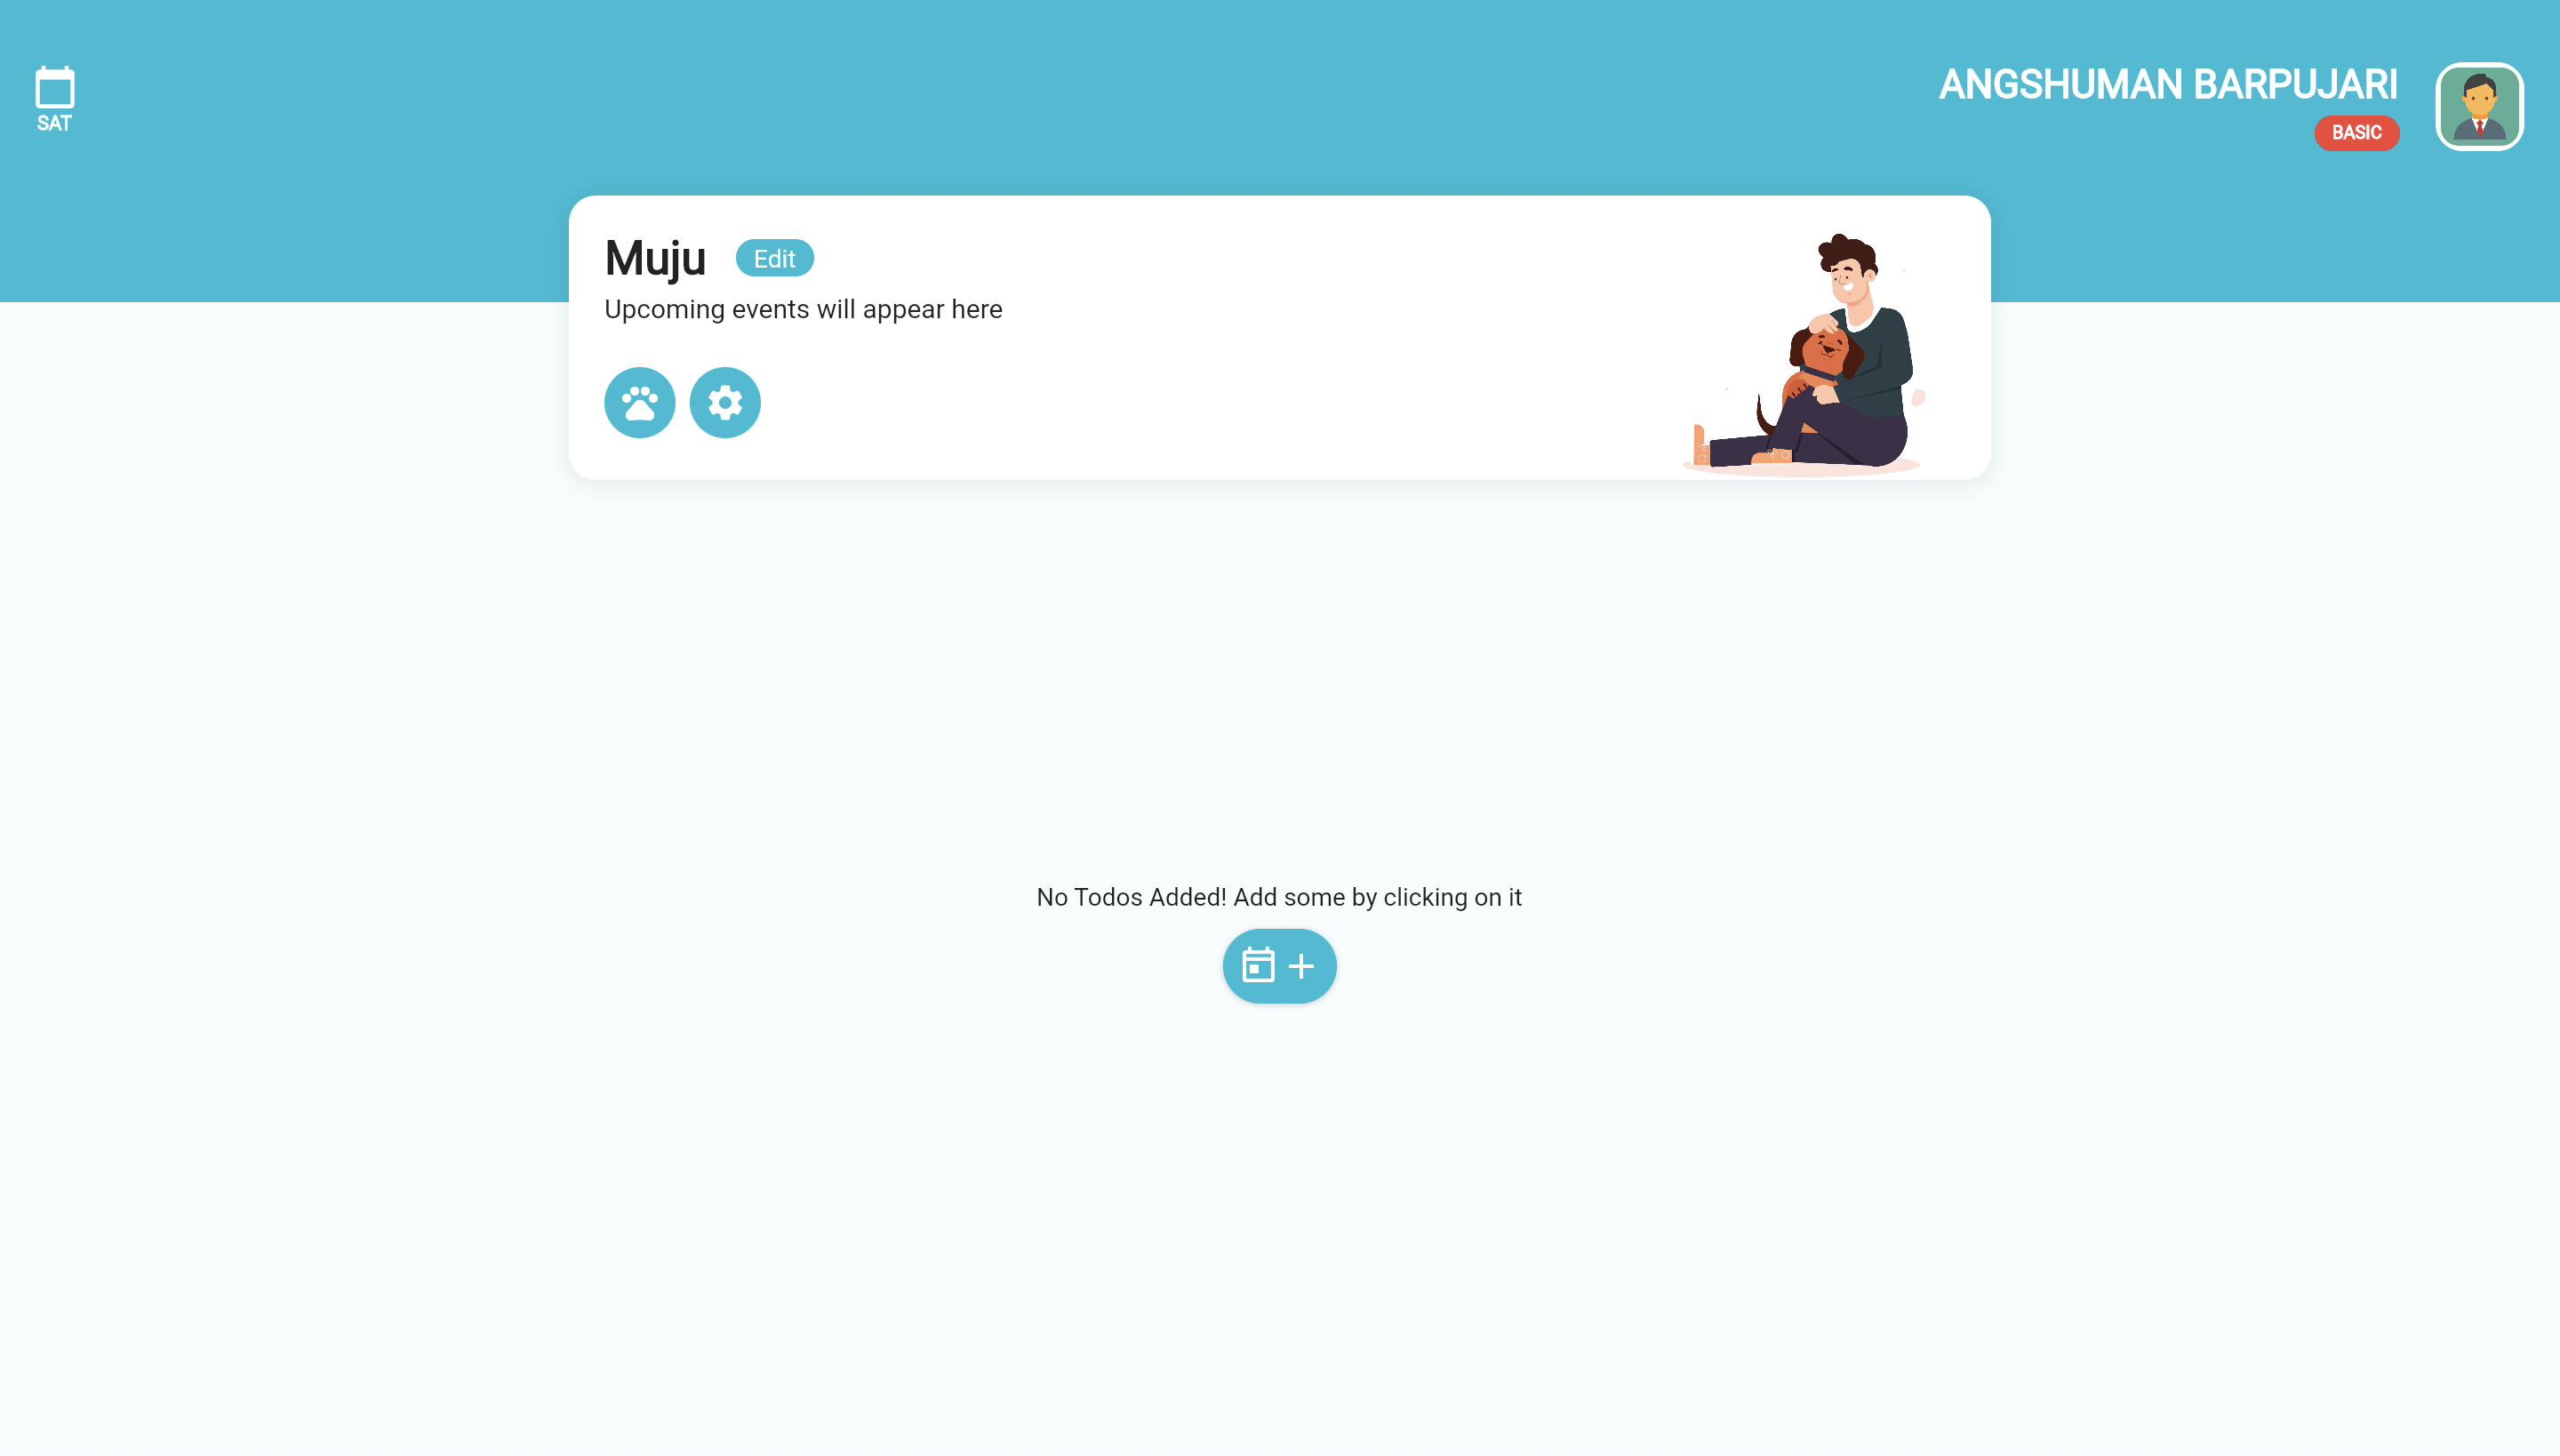 SAT
ANGSHUMAN BARPUJARI
BASIC
Muju
Edit
Upcoming events will appear here
No Todos Added! Add some by clicking on it